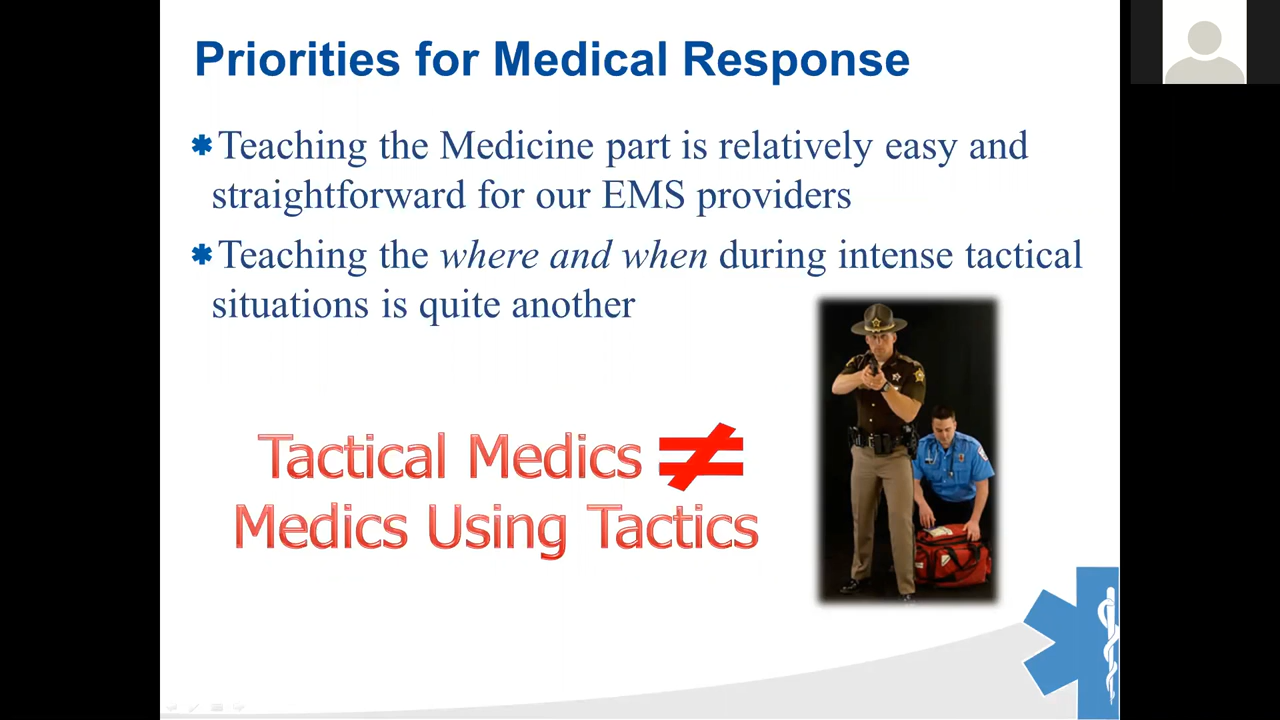 Priorities for Medical Response
Teaching the Medicine part is relatively easy and
straightforward for our EMS providers
Teaching the where and when during intense tactical
situations is quite another
Tactical Medics ≠
Medics Using Tactics